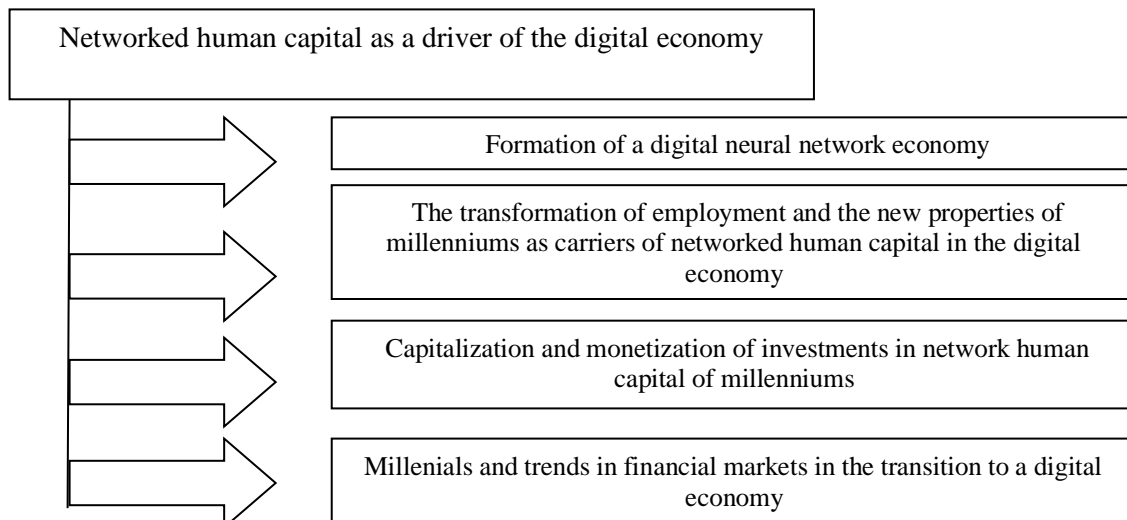 Networked human capital as a driver of the digital economy
Formation of a digital neural network economy
The transformation of employment and the new properties of
millenniums as carriers of networked human capital in the digital
economy
Capitalization and monetization of investments in network human
capital of millenniums
Millenials and trends in financial markets in the transition to a digital
economy